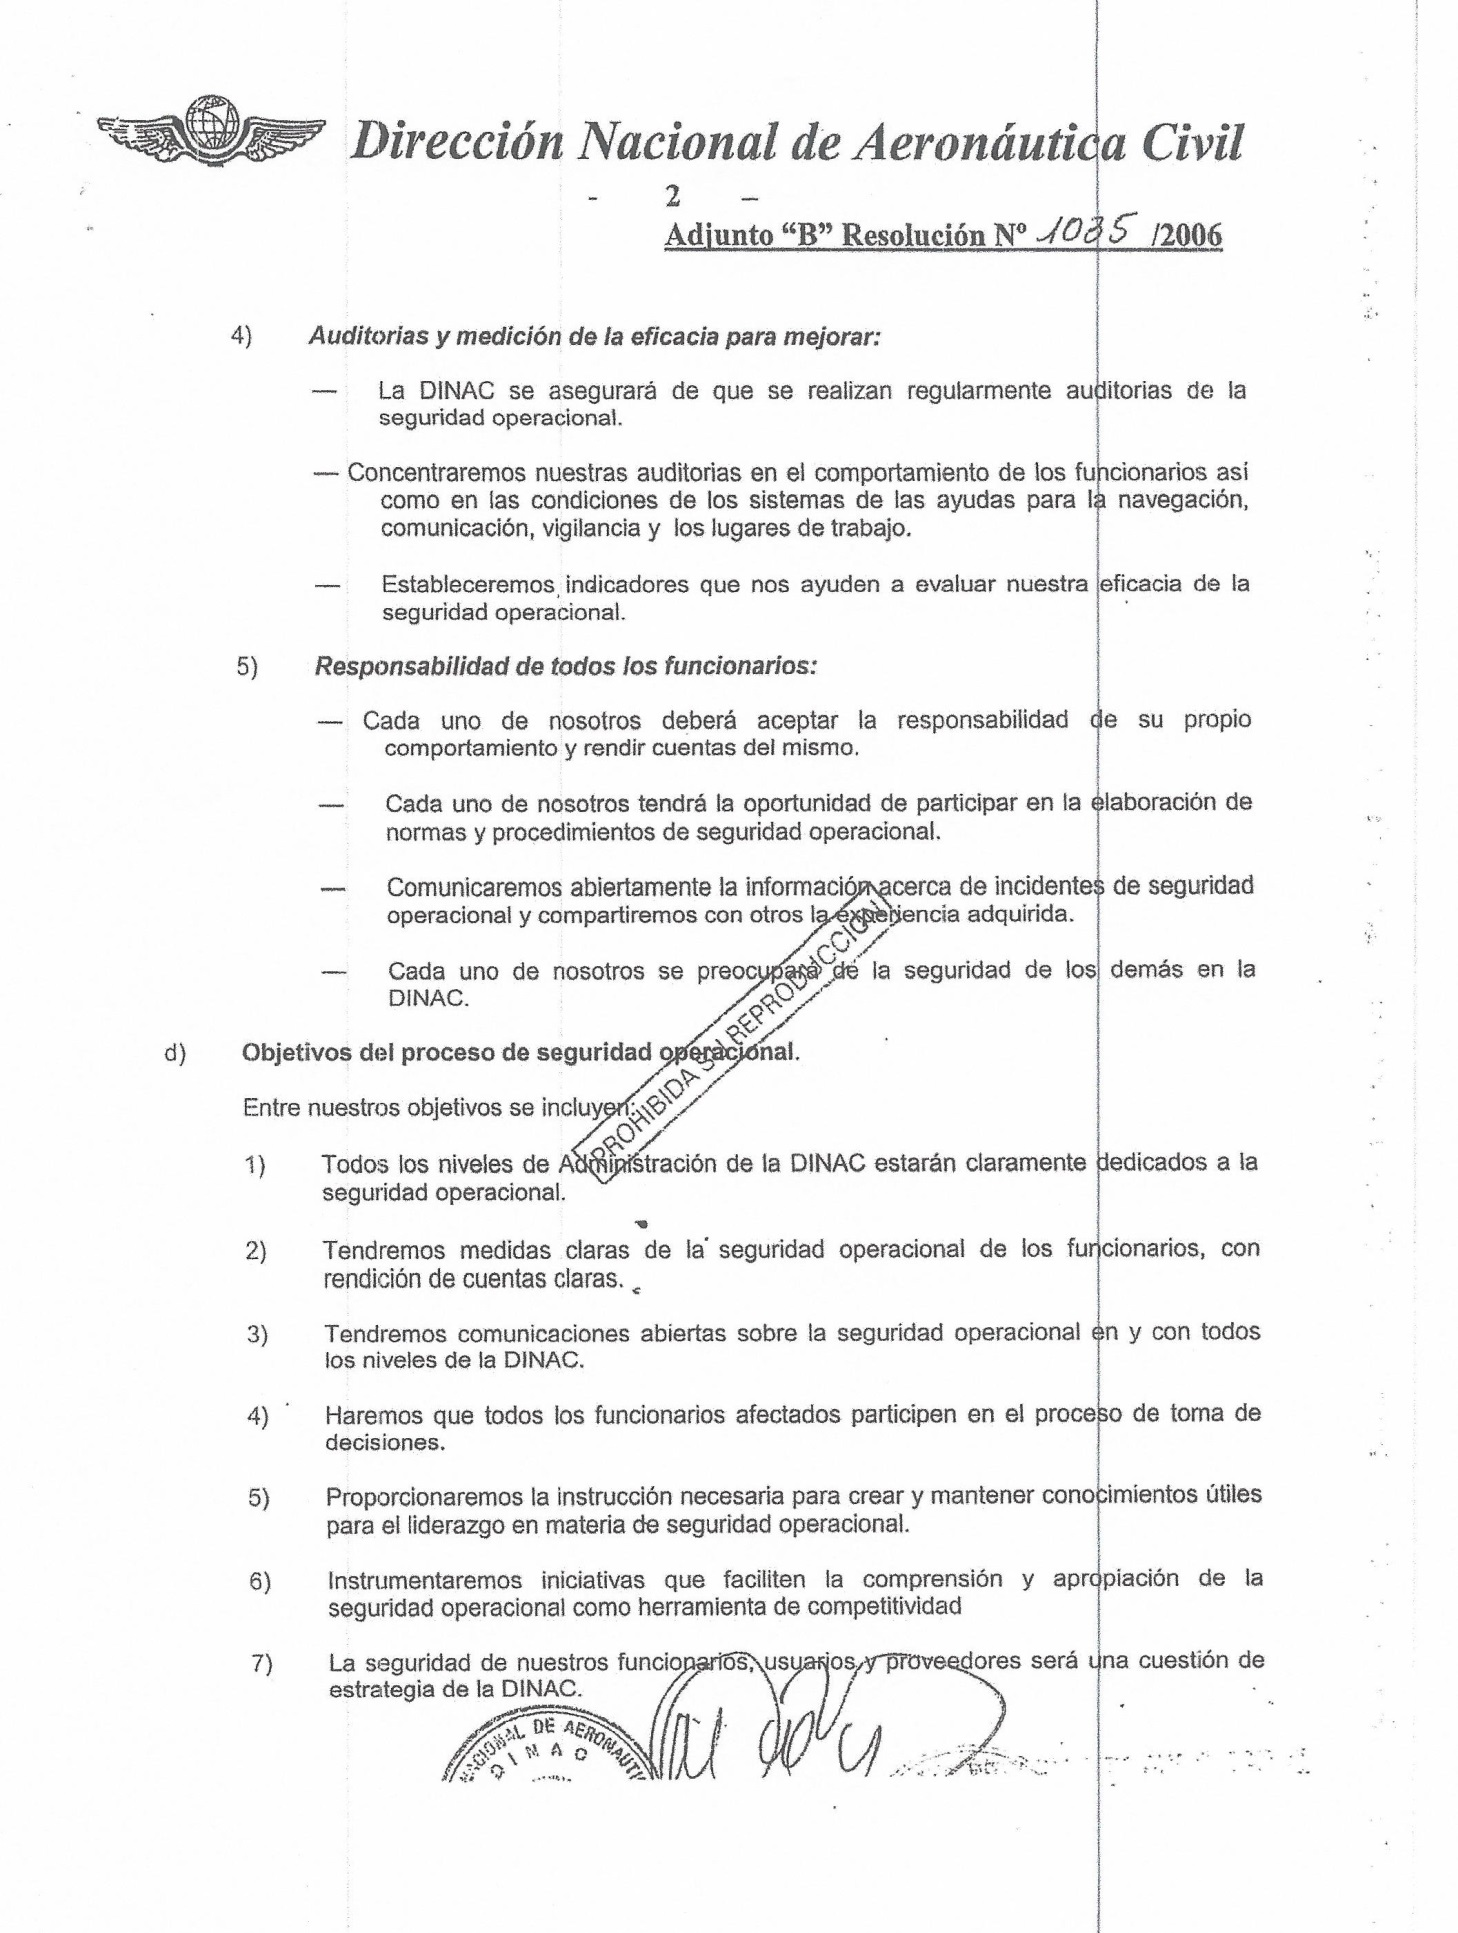 Dirección Nacional de Aeronáutica Civil
- 2 –
Adjunto “B” Resolución Nº 1035 /2006
4) Auditorias y medición de la eficacia para mejorar:
— La DINAC se asegurará de que se realizan regularmente auditorias de la
seguridad operacional.
— Concentraremos nuestras auditorias en el comportamiento de los funcionarios asi
como en las condiciones de los sistemas de las ayudas para la navegación,
comunicación, vigilancia y los lugares de trabajo.
— Estableceremos indicadores que nos ayuden a evaluar nuestra eficacia de la
seguridad operacional.
5) Responsabilidad de todos los funcionarios:
— Cada uno de nosotros deberá aceptar la responsabilidad de su propio
comportamiento y rendir cuentas del mismo.
— Cada uno de nosotros tendrá la oportunidad de participar en la elaboración de
normas y procedimientos de seguridad operacional.
— Comunicaremos abiertamente la información acerca de incidentes de seguridad
operacional y compartiremos con otros la experiencia adquirida.
— Cada uno de nosotros se preocupará de la seguridad de los demás en la
DINAC.
PROHIBIDA SU REPRODUCCION
d) Objetivos del proceso de seguridad operacional.
Entre nuestros objetivos se incluyen:
1) Todos los niveles de Administración de la DINAC estarán claramente dedicados a la
seguridad operacional.
2) Tendremos medidas claras de la seguridad operacional de los funcionarios, con
rendición de cuentas claras.
3) Tendremos comunicaciones abiertas sobre la seguridad operacional en y con todos
los niveles de la DINAC.
4) Haremos que todos los funcionarios afectados participen en el proceso de toma de
decisiones.
5) Proporcionaremos la instrucción necesaria para crear y mantener conocimientos útiles
para el liderazgo en materia de seguridad operacional.
6) Instrumentaremos iniciativas que faciliten la comprensión y apropiación de la
seguridad operacional como herramienta de competitividad
7) La seguridad de nuestros funcionarios, usuarios y proveedores será una cuestión de
estrategia de la DINAC.
NACIONAL DE AERONAUTI
DINAC